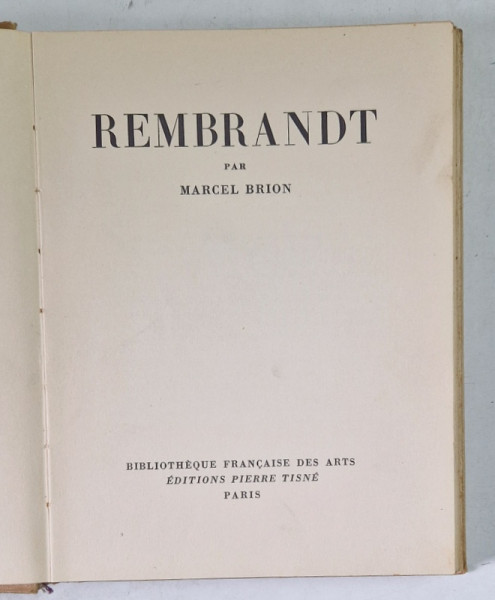 REMBRANDT
PAR
MARCEL BRION
BIBLIOTHÈQUE FRANÇAISE DES ARTS
ÉDITIONS PIERRE TISNÉ
PARIS